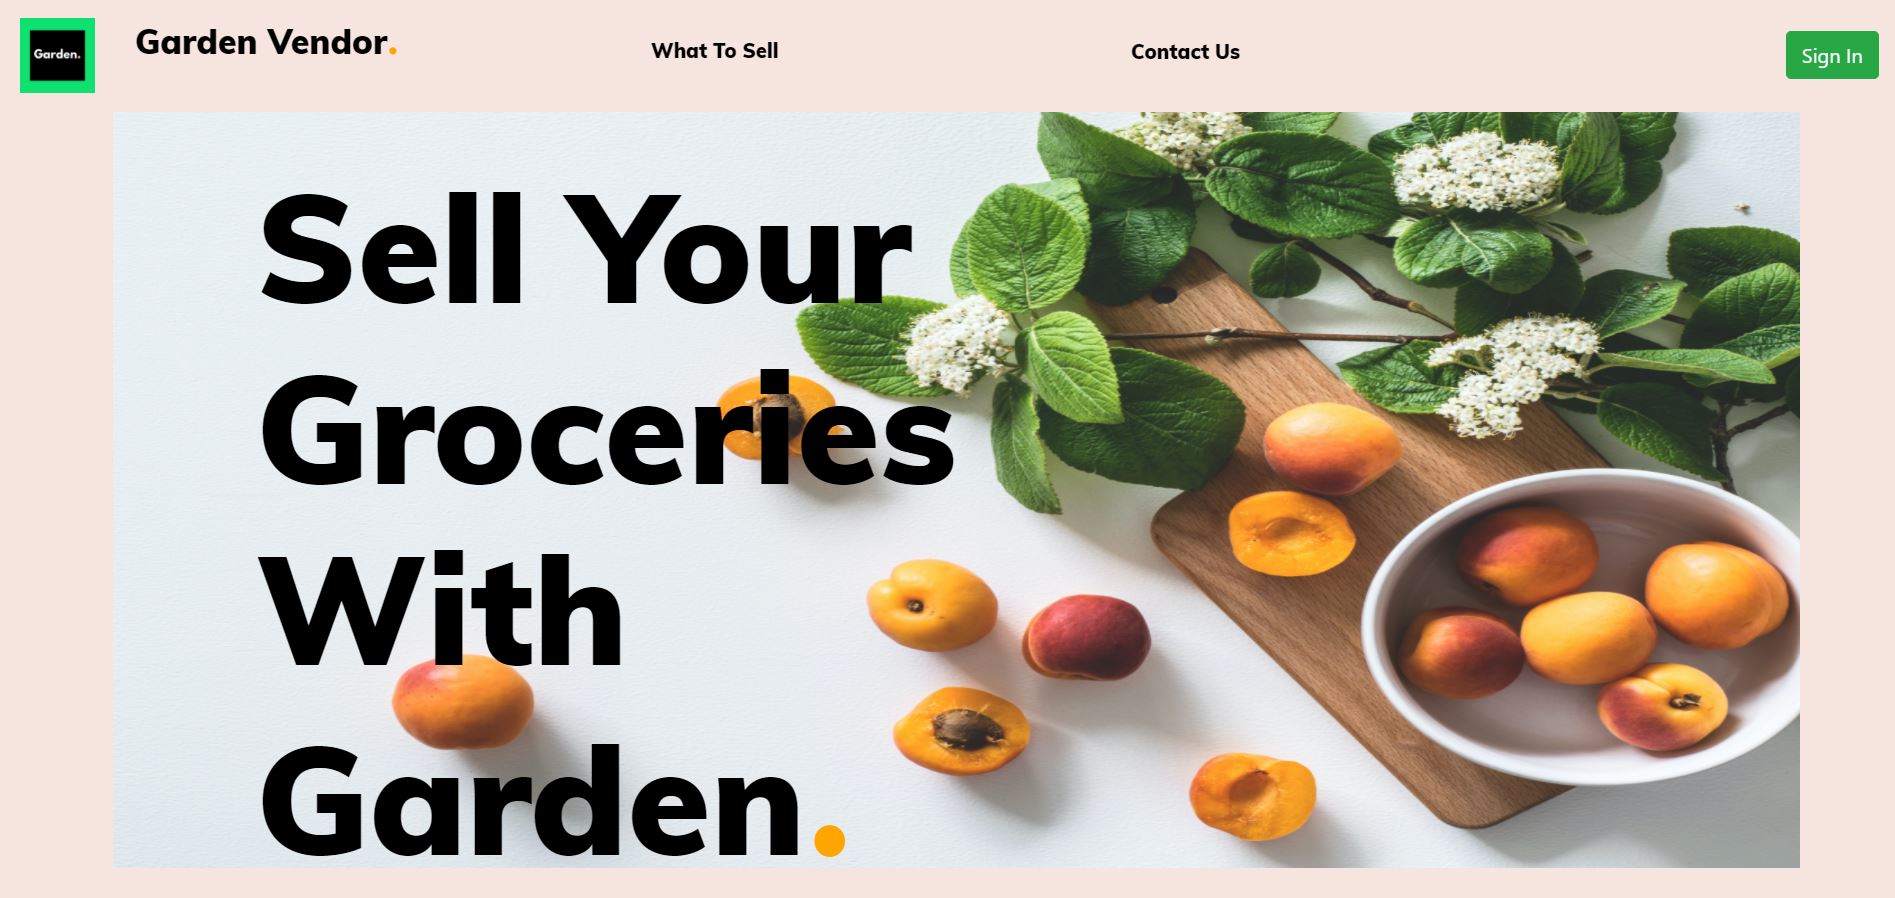 Garden.
Garden Vendor.
What To Sell
Contact Us
Sign In
Sell Your
Groceries
With
Garden.